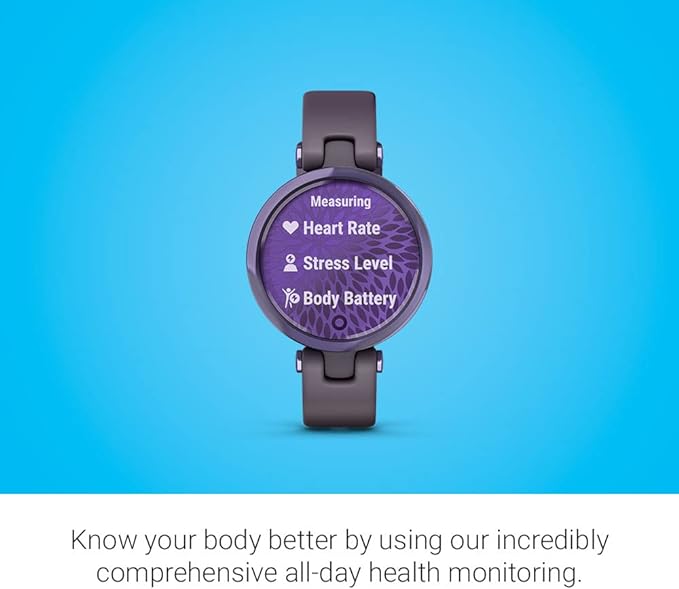 Measuring
Heart Rate
Stress Level
Body Battery
Know your body better by using our incredibly
comprehensive all-day health monitoring.